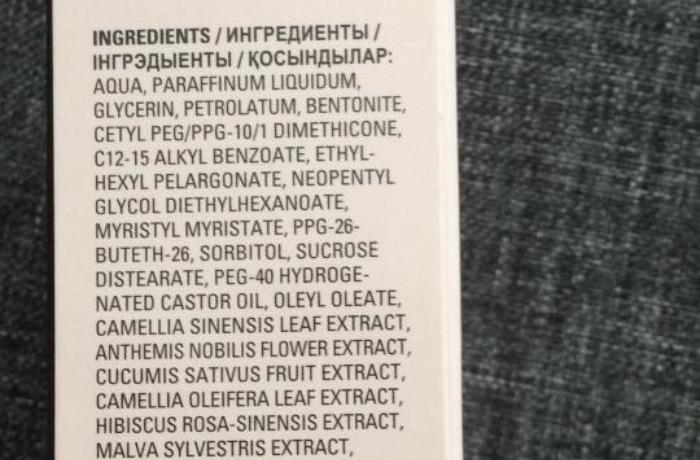 INGREDIENTS / ИНГРЕДИЕНТЫ /
ІНГРЭДЫЕНТЫ / ҚОСЫНДЫЛАР:
AQUA, PARAFFINUM LIQUIDUM,
GLYCERIN, PETROLATUM, BENTONITE,
CETYL PEG/PPG-10/1 DIMETHICONE,
C12-15 ALKYL BENZOATE, ETHYL-
HEXYL PELARGONATE, NEOPENTYL
GLYCOL DIETHYLHEXANOATE,
MYRISTYL MYRISTATE, PPG-26-
BUTETH-26, SORBITOL, SUCROSE
DISTEARATE, PEG-40 HYDROGE-
NATED CASTOR OIL, OLEYL OLEATE,
CAMELLIA SINENSIS LEAF EXTRACT,
ANTHEMIS NOBILIS FLOWER EXTRACT,
CUCUMIS SATIVUS FRUIT EXTRACT,
CAMELLIA OLEIFERA LEAF EXTRACT,
HIBISCUS ROSA-SINENSIS EXTRACT,
MALVA SYLVESTRIS EXTRACT,